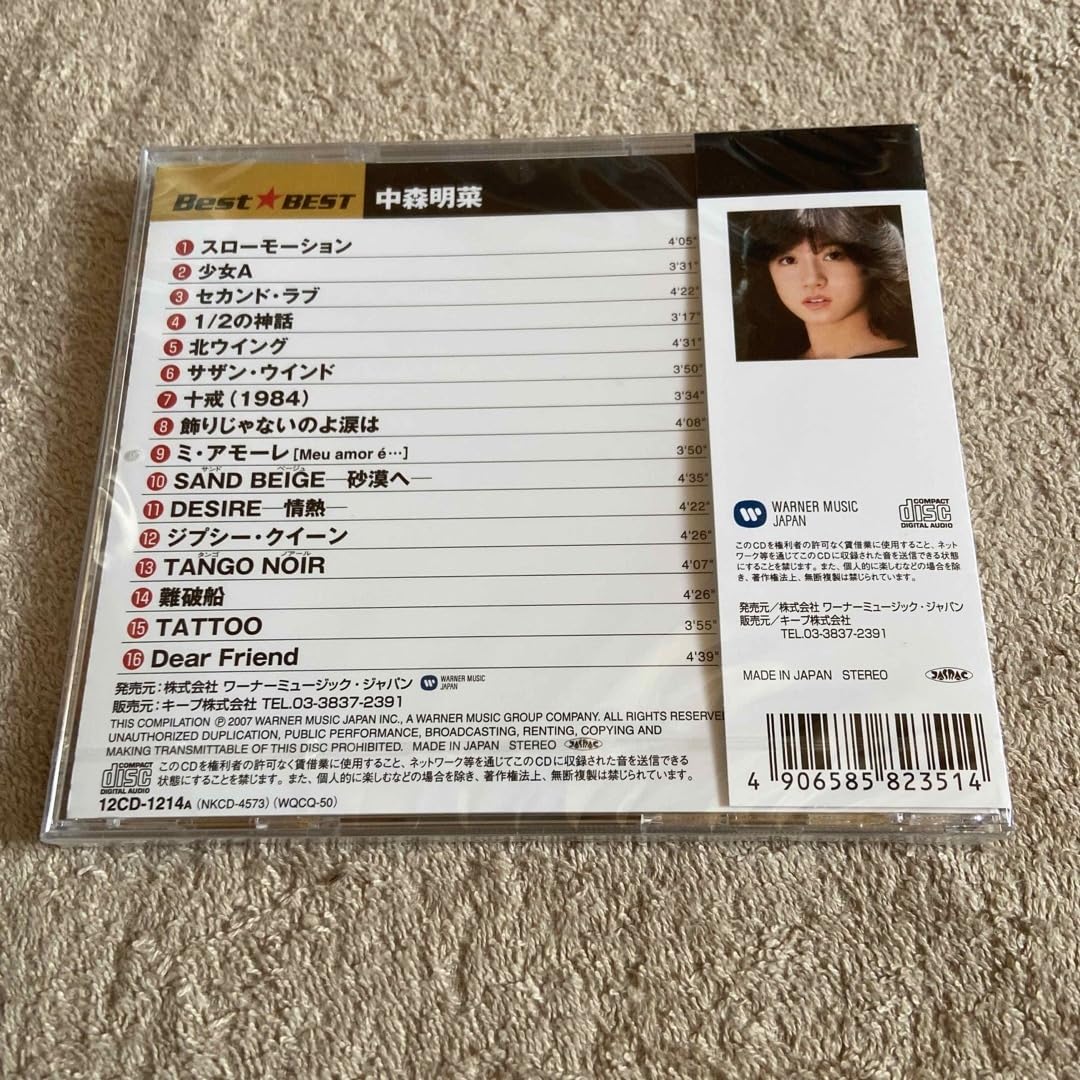 Best★BEST 中森明菜
1 スローモーション 4'05"
2 少女A 3'31"
3 セカンド・ラブ 4'22"
4 1/2の神話 3'17"
5 北ウイング 4'31"
6 サザン・ウインド 3'50"
7 十戒(1984) 3'34"
8 飾りじゃないのよ涙は 4'08"
9 ミ・アモーレ[Meu amor é…] 3'50"
サンド ベージュ
10 SAND BEIGE—砂漠へ— 4'35"
11 DESIRE—情熱— 4'22"
12 ジプシー・クイーン 4'26"
タンゴ ノアール
13 TANGO NOIR 4'07"
14 難破船 4'26"
15 TATTOO 3'55"
16 Dear Friend 4'39"
発売元:株式会社 ワーナーミュージック・ジャパン WARNER MUSIC JAPAN
販売元:キープ株式会社 TEL.03-3837-2391
THIS COMPILATION ℗ 2007 WARNER MUSIC JAPAN INC., A WARNER MUSIC GROUP COMPANY. ALL RIGHTS RESERVED
UNAUTHORIZED DUPLICATION, PUBLIC PERFORMANCE, BROADCASTING, RENTING, COPYING AND
MAKING TRANSMITTABLE OF THIS DISC PROHIBITED. MADE IN JAPAN STEREO JASRAC
COMPACT disc DIGITAL AUDIO
このCDを権利者の許可なく賃借業に使用すること、ネットワーク等を通じてこのCDに収録された音を送信できる
状態にすることを禁じます。また、個人的に楽しむなどの場合を除き、著作権法上、無断複製は禁じられています。
12CD-1214A (NKCD-4573) (WQCQ-50)
WARNER MUSIC
JAPAN
COMPACT
disc
DIGITAL AUDIO
このCDを権利者の許可なく賃借業に使用すること、ネット
ワーク等を通じてこのCDに収録された音を送信できる状態
にすることを禁じます。また、個人的に楽しむなどの場合を除
き、著作権法上、無断複製は禁じられています。
発売元/株式会社 ワーナーミュージック・ジャパン
販売元/キープ株式会社
TEL.03-3837-2391
MADE IN JAPAN STEREO JASRAC
4 906585 823514